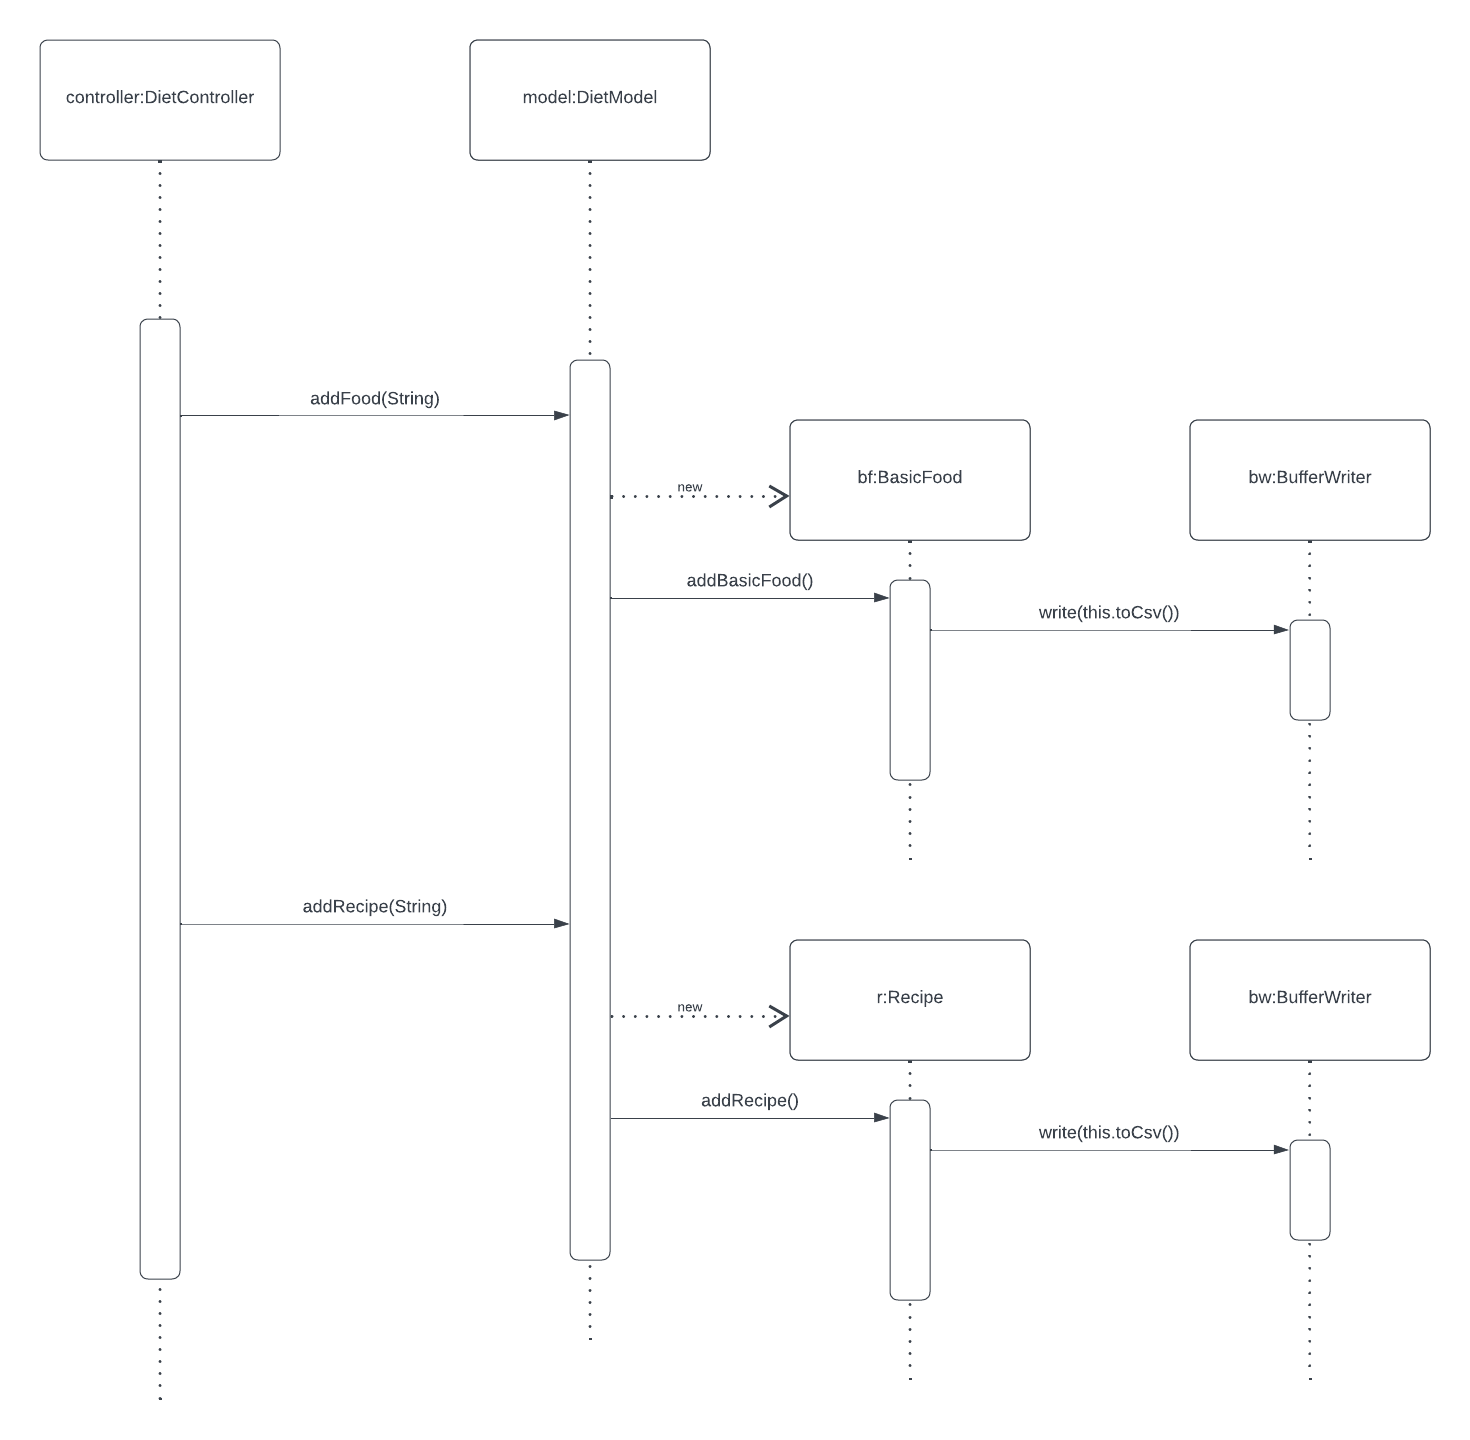 controller:DietController
model:DietModel
addFood(String)
bf:BasicFood
bw:BufferWriter
new
addBasicFood()
write(this.toCsv())
addRecipe(String)
r:Recipe
bw:BufferWriter
new
addRecipe()
write(this.toCsv())